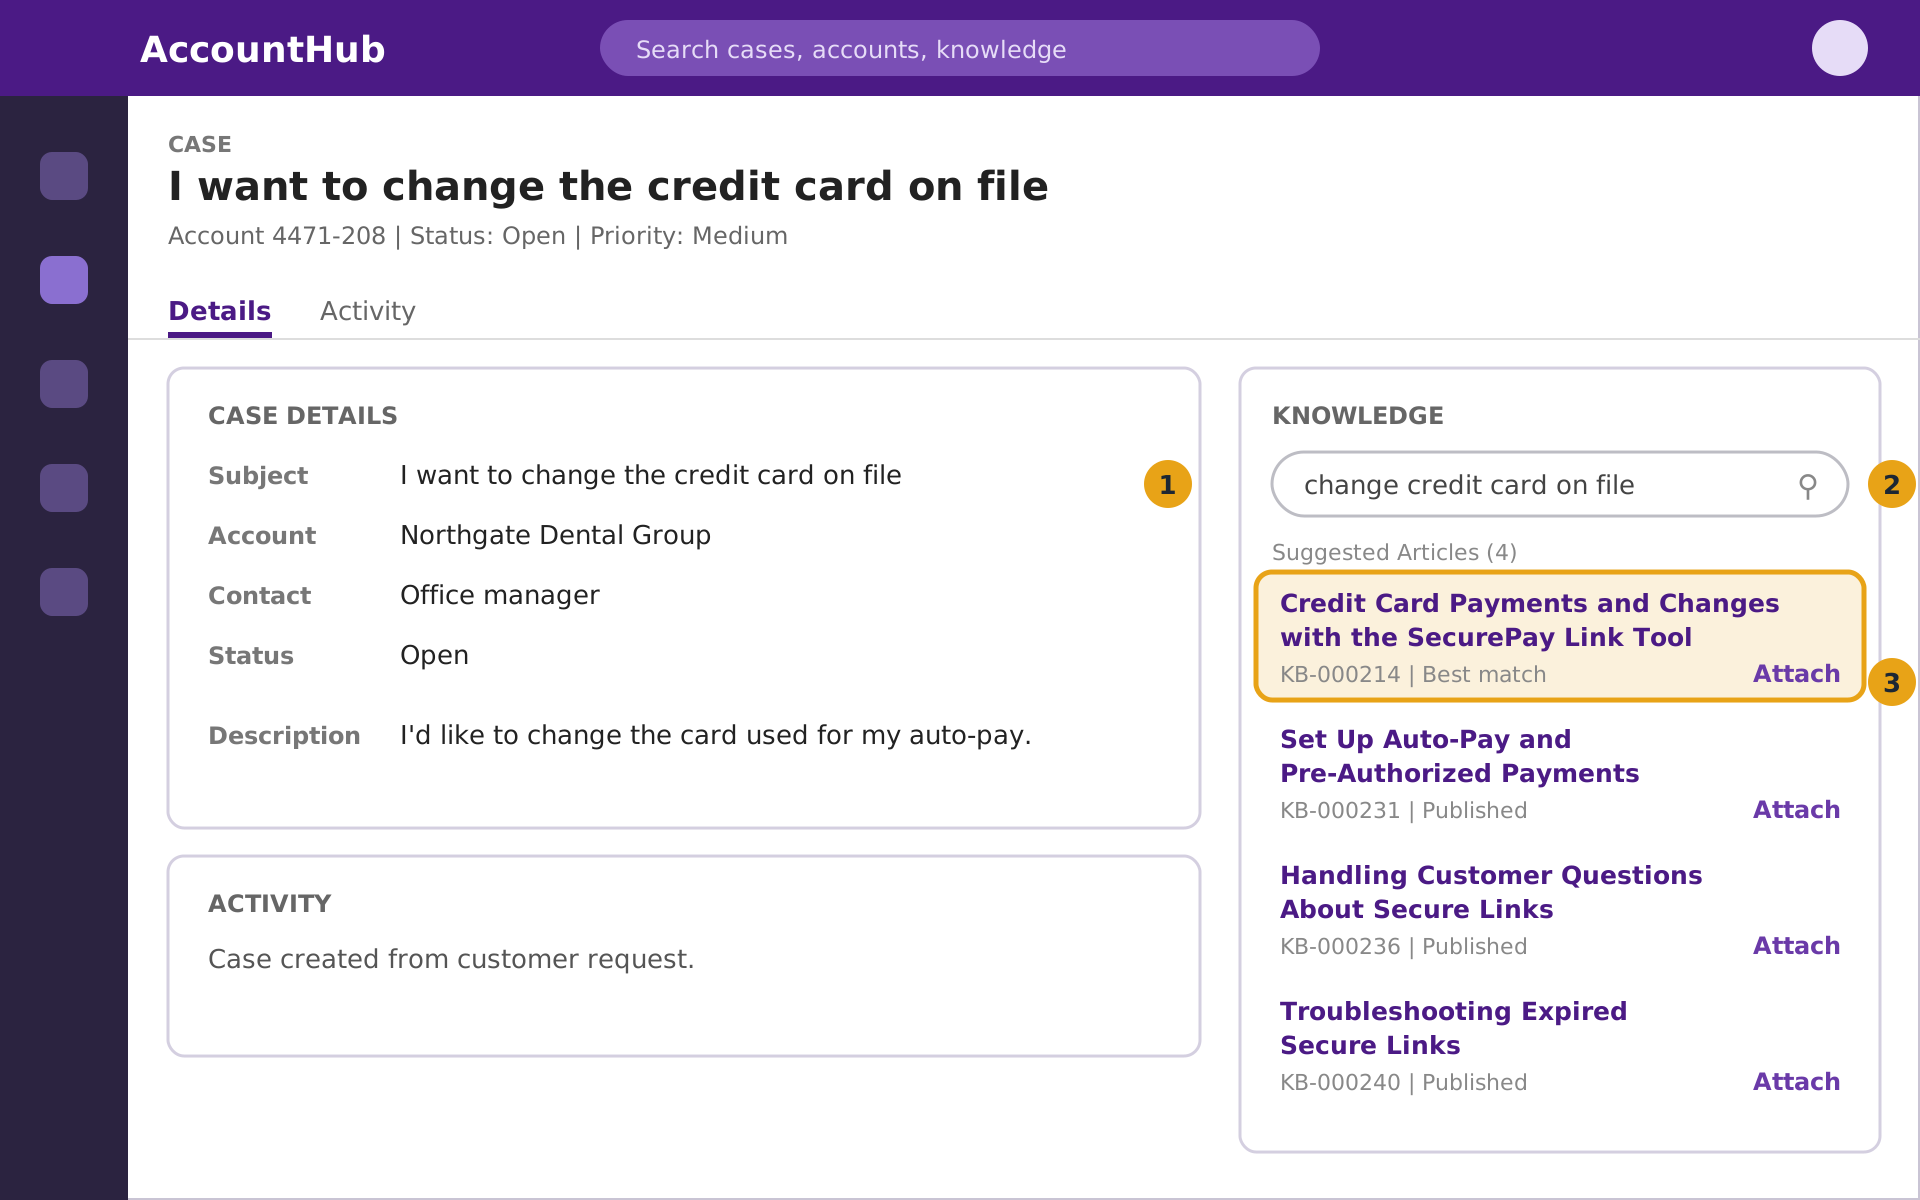 AccountHub
Search cases, accounts, knowledge
CASE
I want to change the credit card on file
Account 4471-208 | Status: Open | Priority: Medium
Details
Activity
CASE DETAILS
Subject
I want to change the credit card on file
1
Account
Northgate Dental Group
Contact
Office manager
Status
Open
Description
I'd like to change the card used for my auto-pay.
ACTIVITY
Case created from customer request.
KNOWLEDGE
change credit card on file
2
Suggested Articles (4)
Credit Card Payments and Changes
with the SecurePay Link Tool
KB-000214 | Best match
Attach
3
Set Up Auto-Pay and
Pre-Authorized Payments
KB-000231 | Published
Attach
Handling Customer Questions
About Secure Links
KB-000236 | Published
Attach
Troubleshooting Expired
Secure Links
KB-000240 | Published
Attach